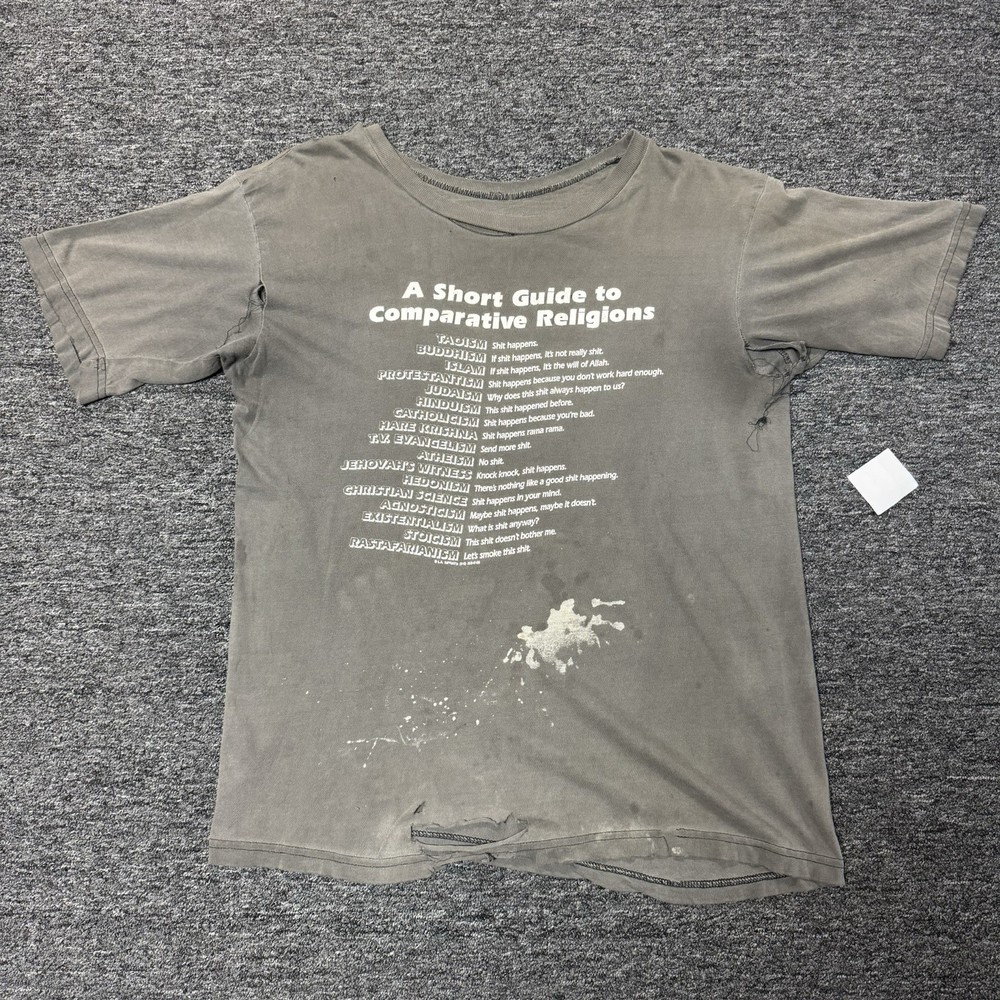 A Short Guide to
Comparative Religions
TAOISM Shit happens.
BUDDHISM If shit happens, it's not really shit.
ISLAM If shit happens, it's the will of Allah.
PROTESTANTISM Shit happens because you don't work hard enough.
JUDAISM Why does this shit always happen to us?
HINDUISM This shit happened before.
CATHOLICISM Shit happens because you're bad.
HARE KRISHNA Shit happens rama rama.
T.V. EVANGELISM Send more shit.
ATHEISM No shit.
JEHOVAH'S WITNESS Knock knock, shit happens.
HEDONISM There's nothing like a good shit happening.
CHRISTIAN SCIENCE Shit happens in your mind.
AGNOSTICISM Maybe shit happens, maybe it doesn't.
EXISTENTIALISM What is shit anyway?
STOICISM This shit doesn't bother me.
RASTAFARIANISM Let's smoke this shit.